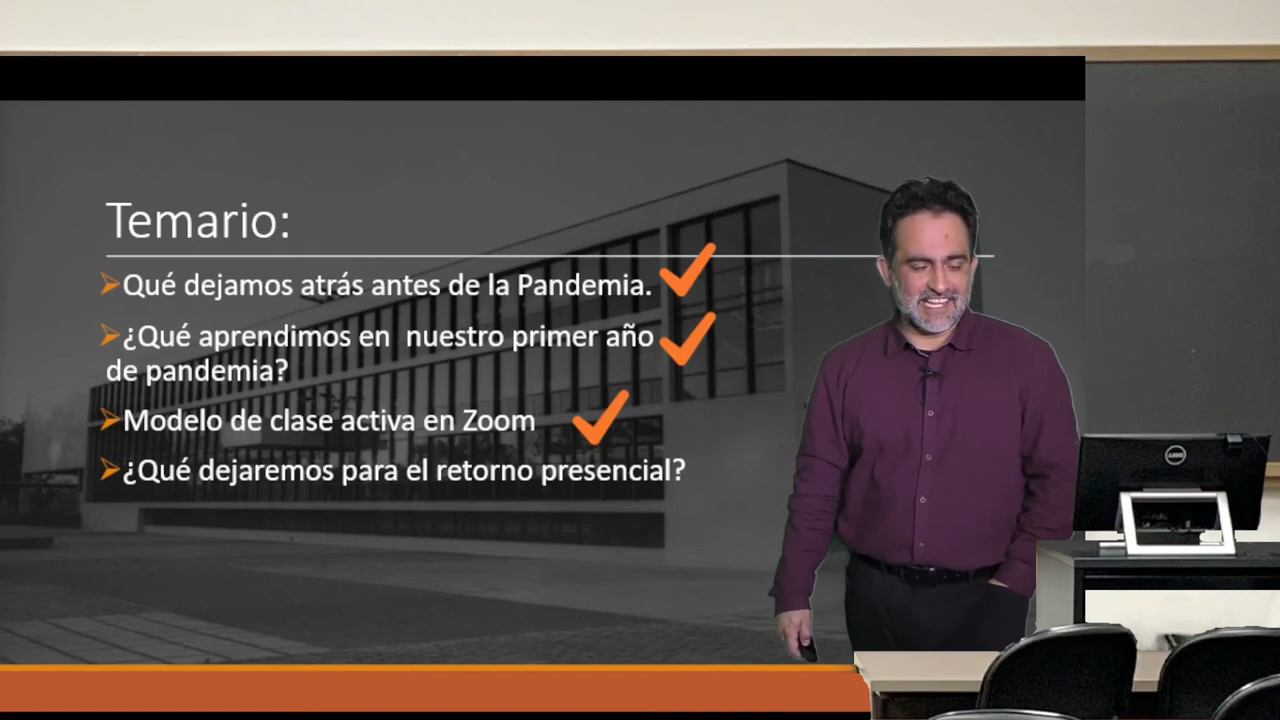 Temario:
Qué dejamos atrás antes de la Pandemia.
¿Qué aprendimos en nuestro primer año
de pandemia?
Modelo de clase activa en Zoom
¿Qué dejaremos para el retorno presencial?
DELL